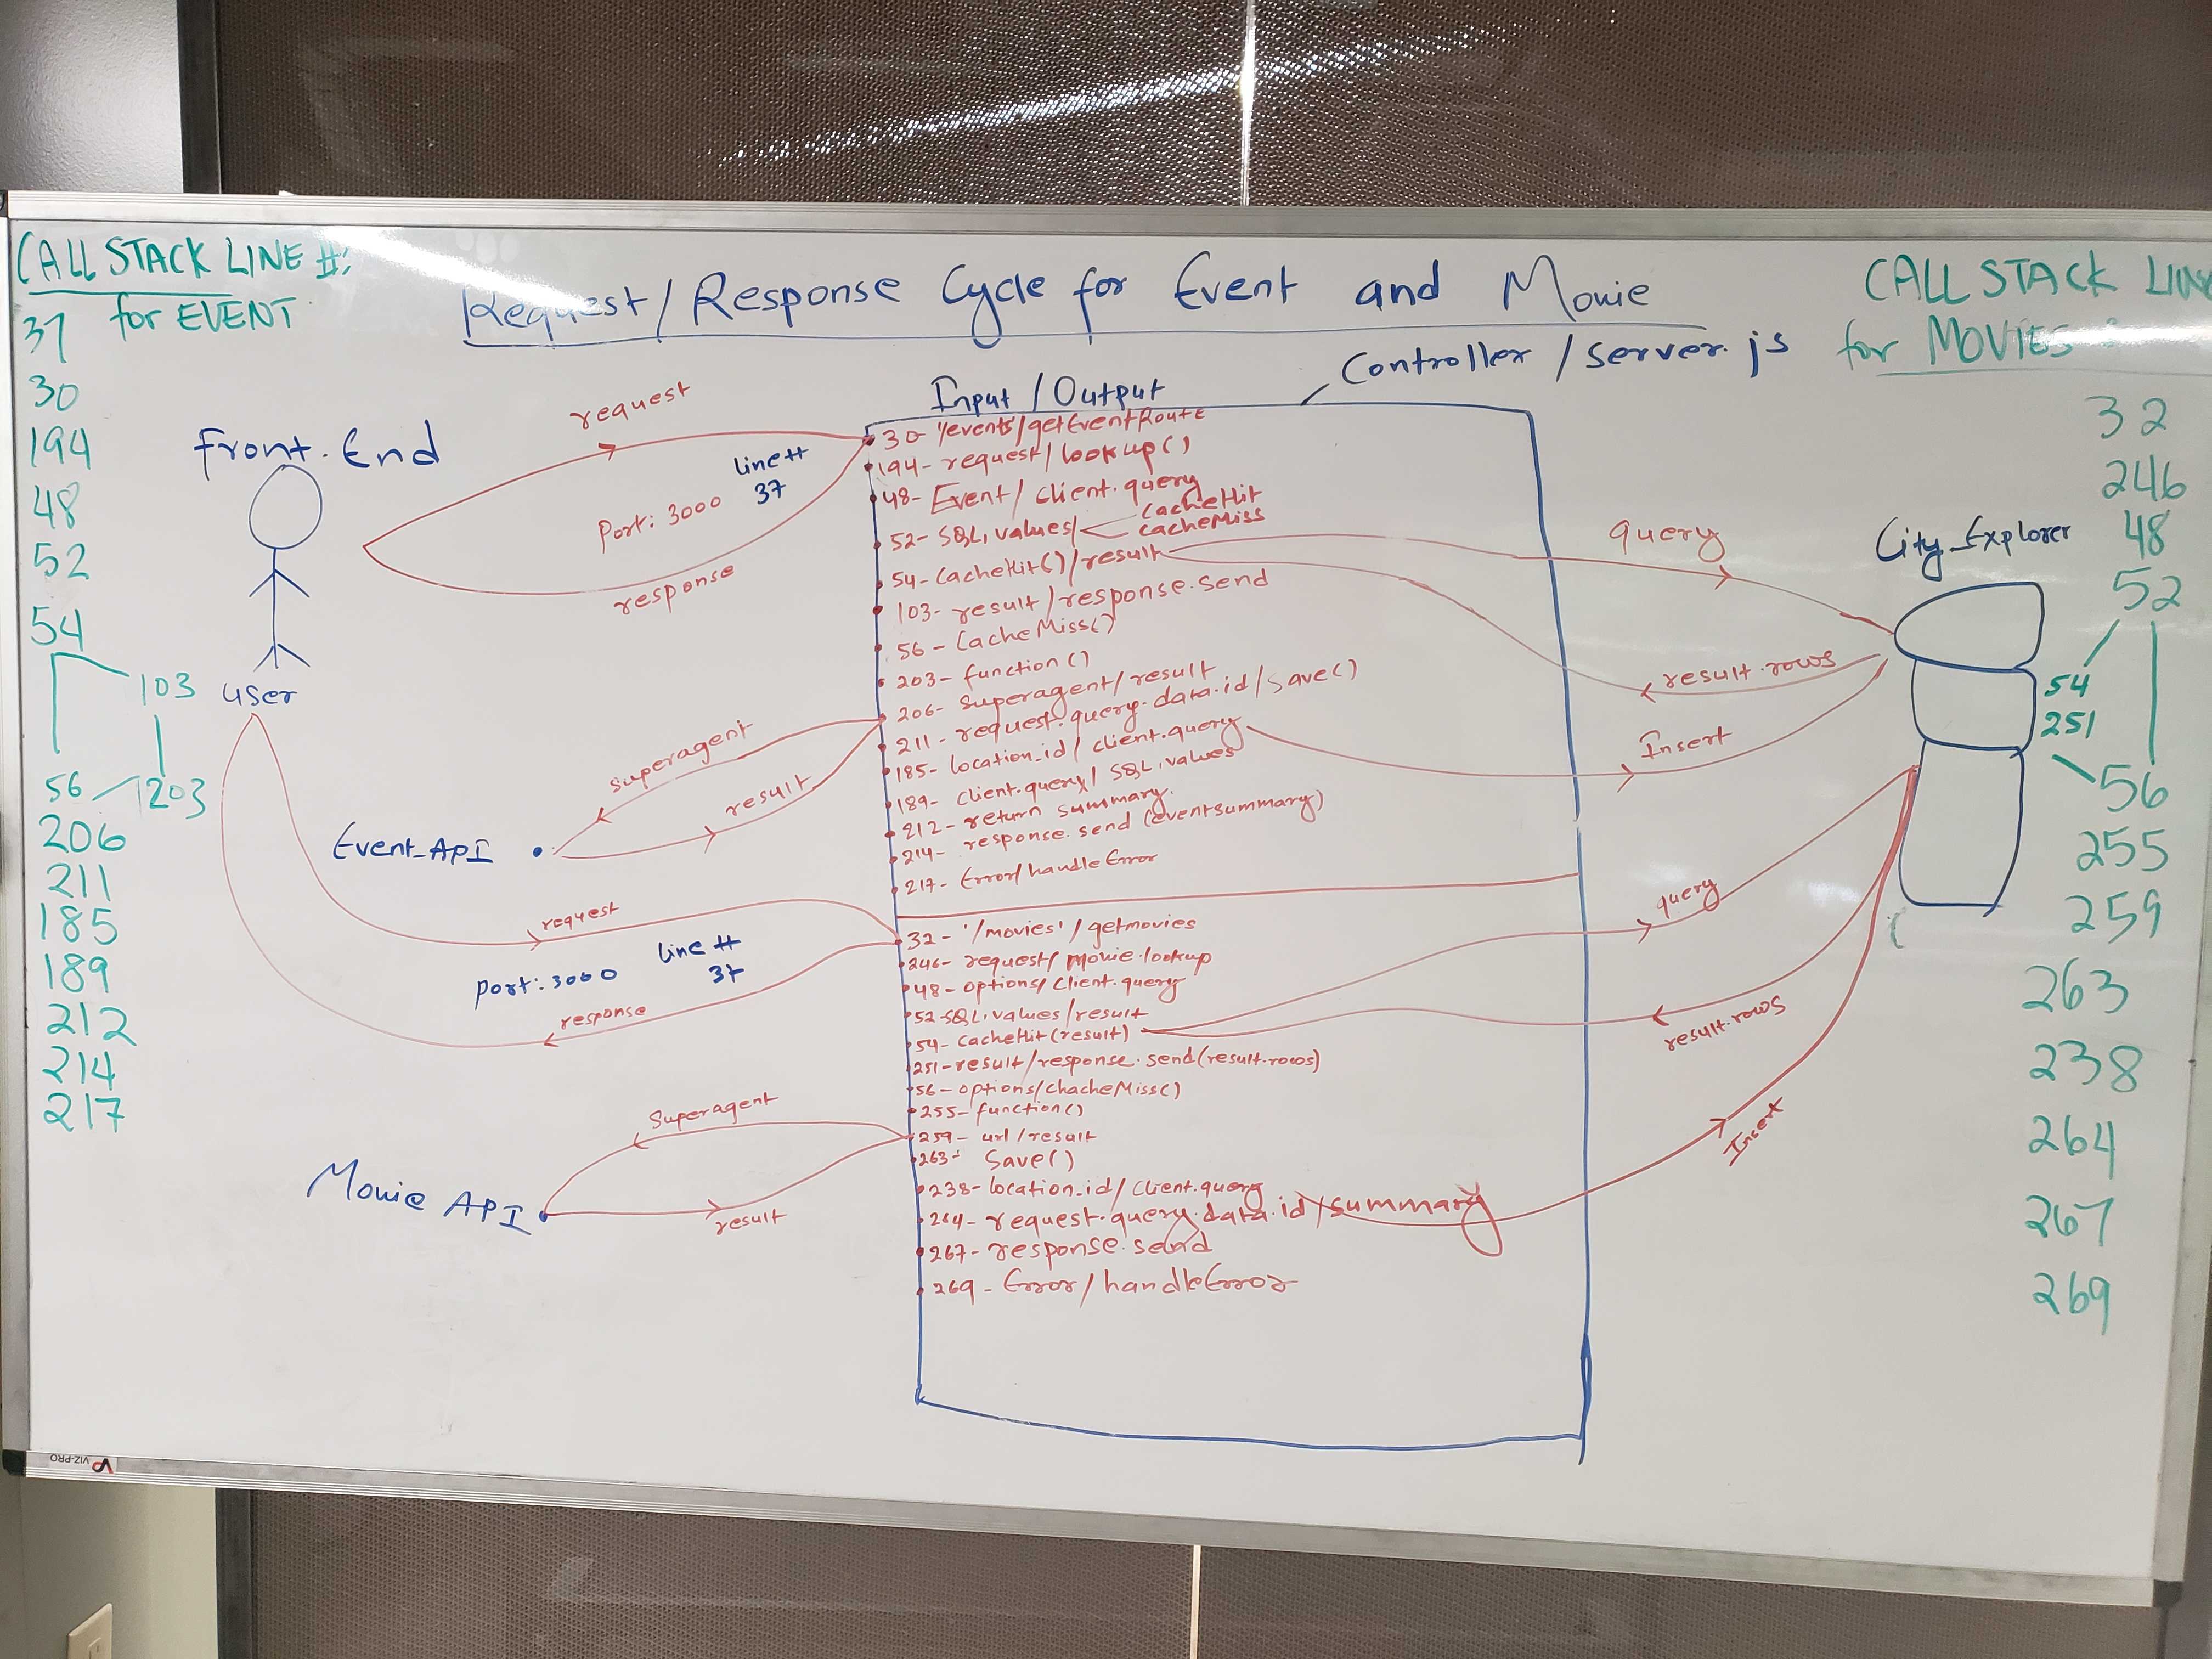 CALL STACK LINE #:
for EVENT
37
30
194
48
52
54
103
56
203
206
211
185
189
212
214
217
Request/Response Cycle for Event and Movie
Controller/server.js
Input/Output
Front.End
user
request
Port: 3000
line #
37
response
30- '/events'/getEventRoute
194- request/lookup()
48- Event/client.query
52- SQL, values/ cacheHit
cacheMiss
54- CacheHit()/result
103- result/response.send
56- CacheMiss()
203- function()
206- Superagent/result
211- request.query.data.id/Save()
185- location_id/client.query
189- client.query/ SQL, values
212- return summary.
214- response.send (eventsummary)
217- Error/handleError
superagent
result
Event_API
request
port: 3000
line #
37
response
32- '/movies'/getmovies
246- request/movie.lookup
48- options/client.query
52-SQL, values/result
54- CacheHit(result)
251-result/response.send(result.rows)
56- options/chacheMiss()
255- function()
259- url/result
263- Save()
238- location_id/client.query
264- request.query.data.id/summary
267- response.send
269- Error/handleError
Superagent
result
Movie API
query
result.rows
Insert
query
result.rows
Insert
City_Explorer
CALL STACK LINE
for MOVIES:
32
246
48
52
54
251
56
255
259
263
238
264
267
269
VIZ-PRO